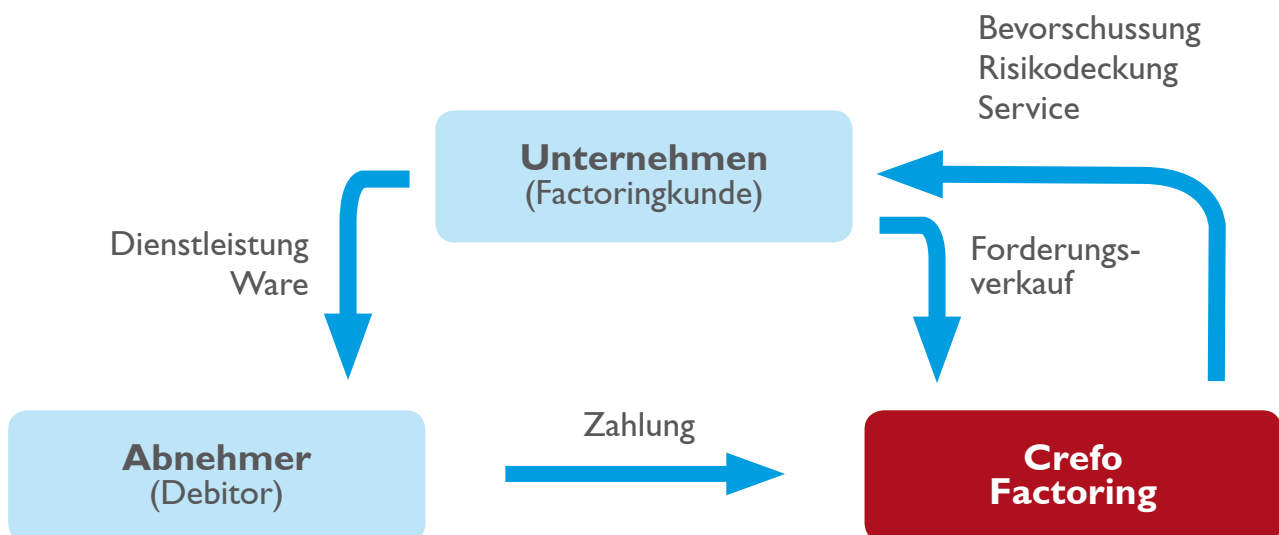 Bevorschussung
Risikodeckung
Service
Unternehmen
(Factoringkunde)
Dienstleistung
Ware
Forderungs-
verkauf
Zahlung
Abnehmer
(Debitor)
Crefo
Factoring